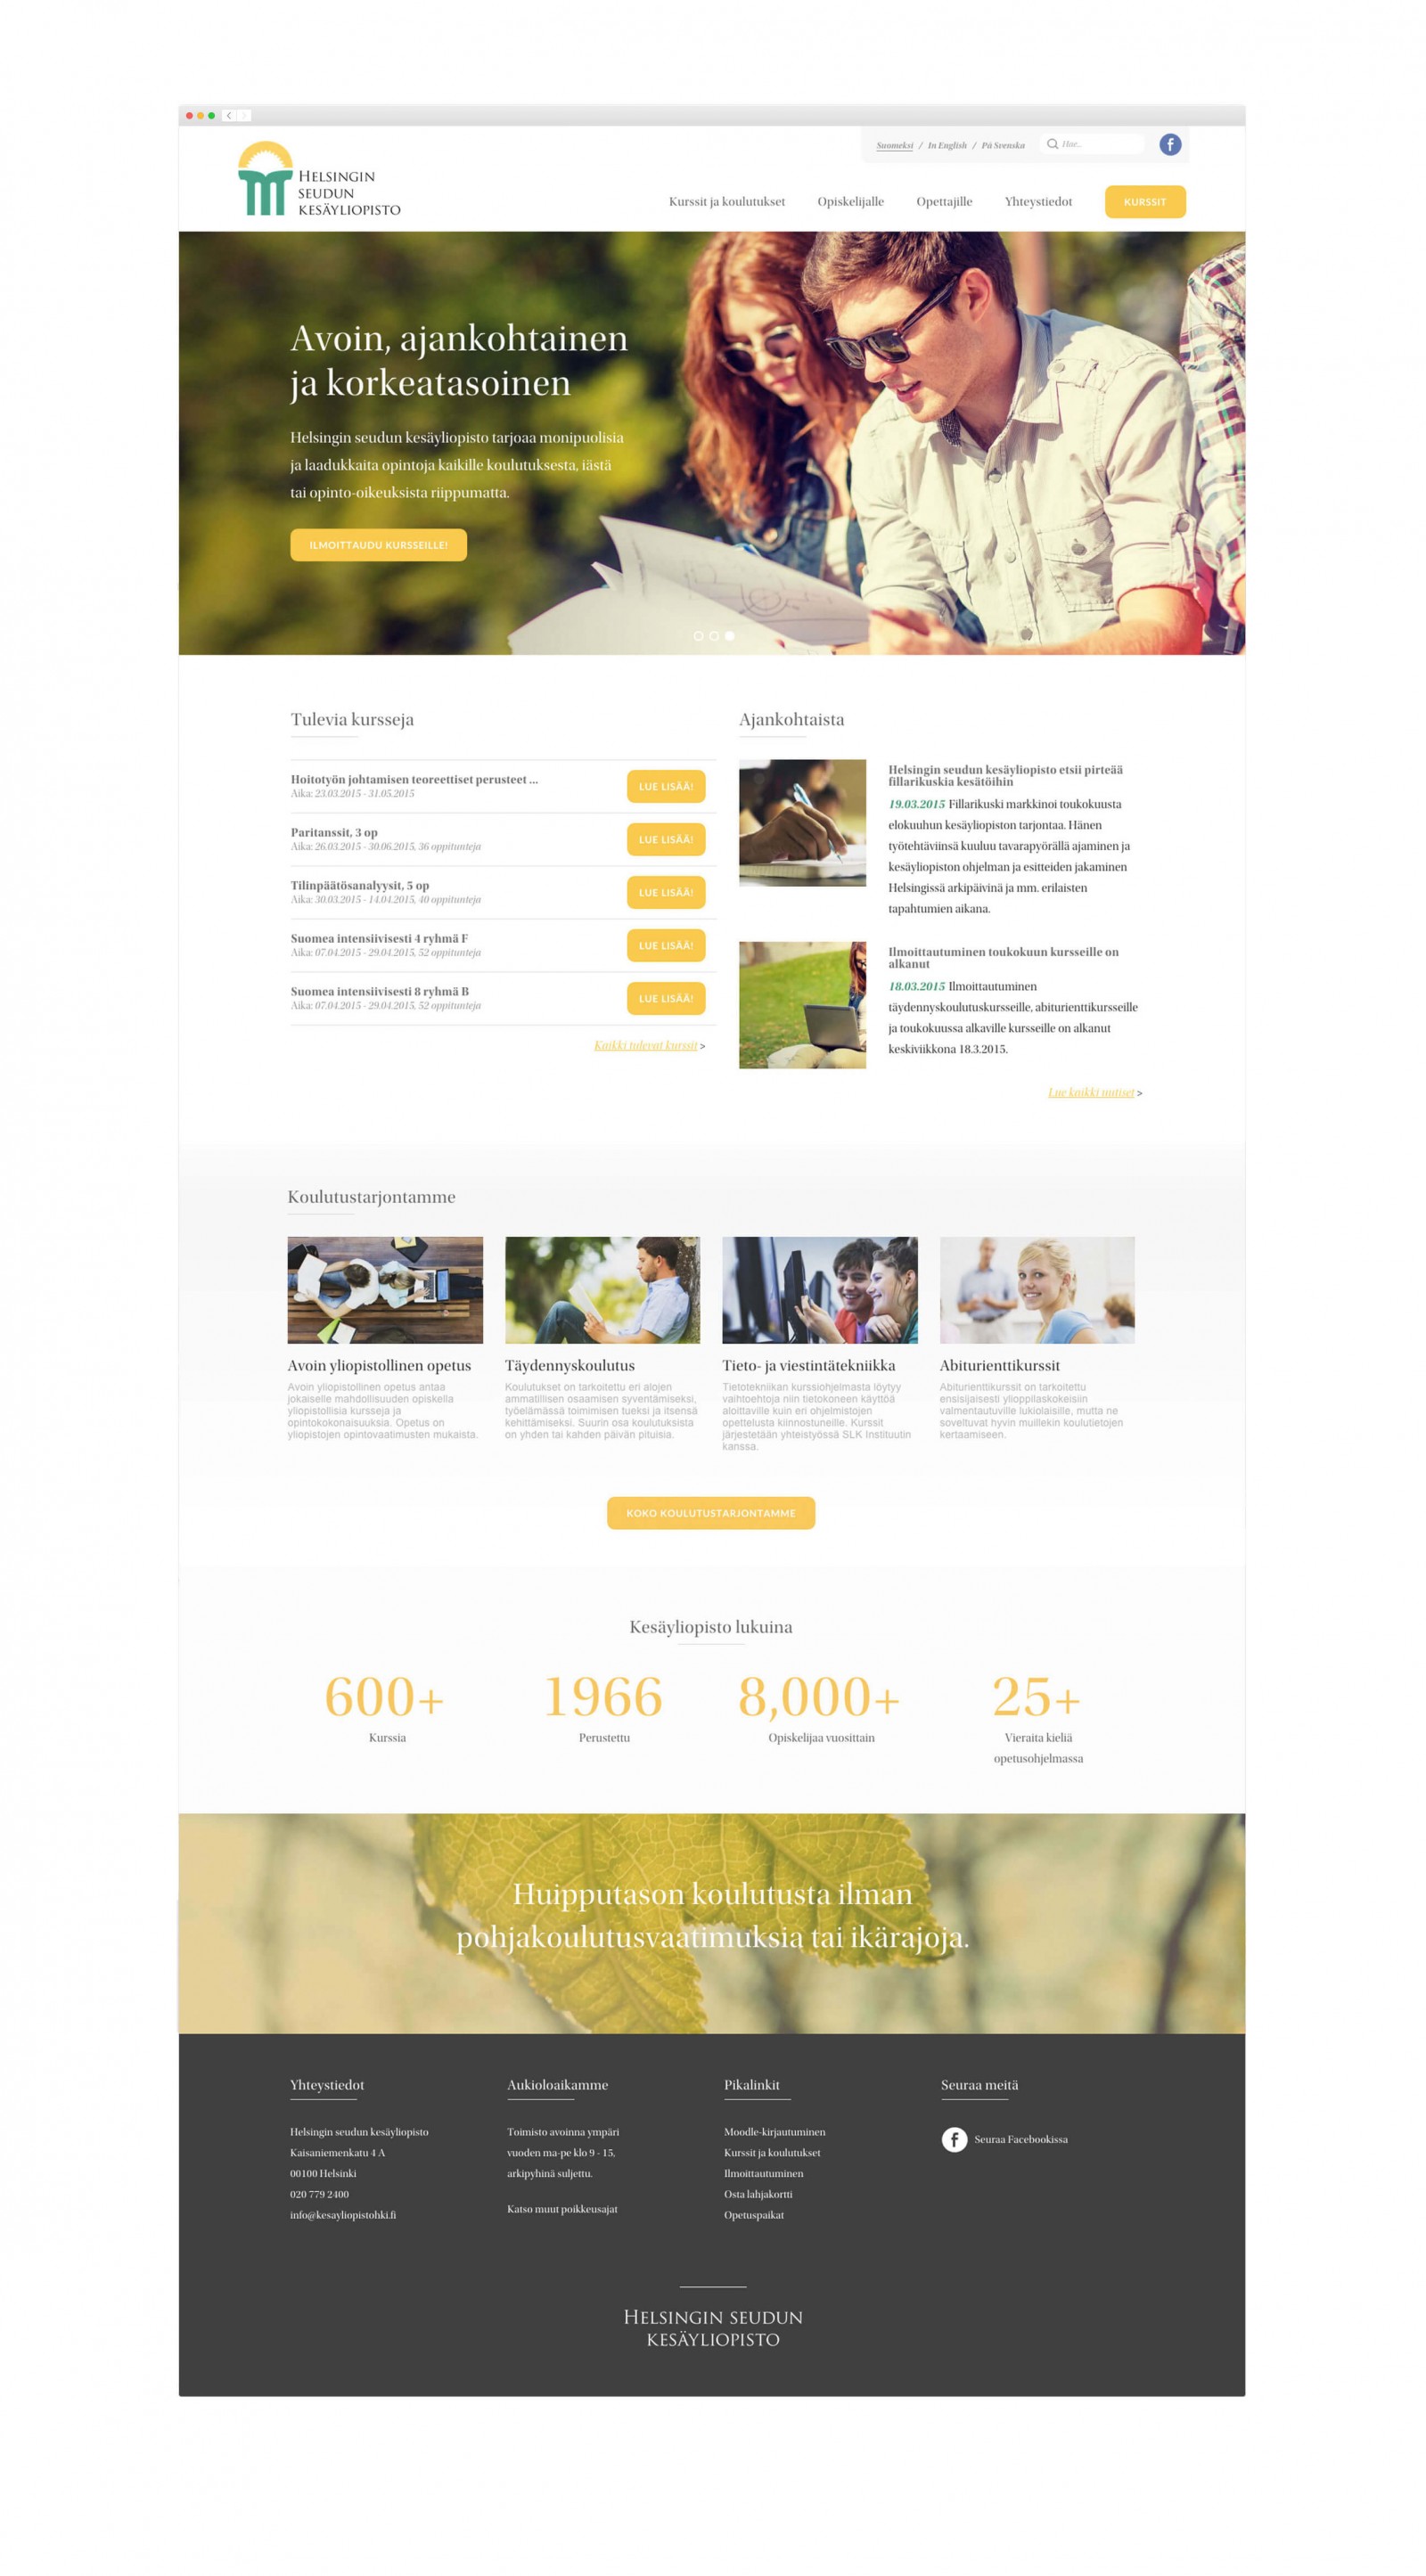 HELSINGIN
SEUDUN
KESÄYLIOPISTO
Suomeksi / In English / På Svenska
Hae..
Kurssit ja koulutukset
Opiskelijalle
Opettajille
Yhteystiedot
KURSSIT
Avoin, ajankohtainen
ja korkeatasoinen
Helsingin seudun kesäyliopisto tarjoaa monipuolisia
ja laadukkaita opintoja kaikille koulutuksesta, iästä
tai opinto-oikeuksista riippumatta.
ILMOITTAUDU KURSSEILLE!
Tulevia kursseja
Hoitotyön johtamisen teoreettiset perusteet ...
Aika: 23.03.2015 - 31.05.2015
LUE LISÄÄ!
Paritanssit, 3 op
Aika: 26.03.2015 - 30.06.2015, 36 oppitunteja
LUE LISÄÄ!
Tilinpäätösanalyysit, 5 op
Aika: 30.03.2015 - 14.04.2015, 40 oppitunteja
LUE LISÄÄ!
Suomea intensiivisesti 4 ryhmä F
Aika: 07.04.2015 - 29.04.2015, 52 oppitunteja
LUE LISÄÄ!
Suomea intensiivisesti 8 ryhmä B
Aika: 07.04.2015 - 29.04.2015, 52 oppitunteja
LUE LISÄÄ!
Kaikki tulevat kurssit >
Ajankohtaista
Helsingin seudun kesäyliopisto etsii pirteää
fillarikuskia kesätöihin
19.03.2015 Fillarikuski markkinoi toukokuusta
elokuuhun kesäyliopiston tarjontaa. Hänen
työtehtäviinsä kuuluu tavarapyörällä ajaminen ja
kesäyliopiston ohjelman ja esitteiden jakaminen
Helsingissä arkipäivinä ja mm. erilaisten
tapahtumien aikana.
Ilmoittautuminen toukokuun kursseille on
alkanut
18.03.2015 Ilmoittautuminen
täydennyskoulutuskursseille, abiturienttikursseille
ja toukokuussa alkaville kursseille on alkanut
keskiviikkona 18.3.2015.
Lue kaikki uutiset >
Koulutustarjontamme
Avoin yliopistollinen opetus
Avoin yliopistollinen opetus antaa
jokaiselle mahdollisuuden opiskella
yliopistollisia kursseja ja
opintokokonaisuuksia. Opetus on
yliopistojen opintovaatimusten mukaista.
Täydennyskoulutus
Koulutukset on tarkoitettu eri alojen
ammatillisen osaamisen syventämiseksi,
työelämässä toimimisen tueksi ja itsensä
kehittämiseksi. Suurin osa koulutuksista
on yhden tai kahden päivän pituisia.
Tieto- ja viestintätekniikka
Tietotekniikan kurssiohjelmasta löytyy
vaihtoehtoja niin tietokoneen käyttöä
aloittaville kuin eri ohjelmistojen
opettelusta kiinnostuneille. Kurssit
järjestetään yhteistyössä SLK Instituutin
kanssa.
Abiturienttikurssit
Abiturienttikurssit on tarkoitettu
ensisijaisesti ylioppilaskokeisiin
valmentautuville lukiolaisille, mutta ne
soveltuvat hyvin muillekin koulutietojen
kertaamiseen.
KOKO KOULUTUSTARJONTAMME
Kesäyliopisto lukuina
600+
Kurssia
1966
Perustettu
8,000+
Opiskelijaa vuosittain
25+
Vieraita kieliä
opetusohjelmassa
Huipputason koulutusta ilman
pohjakoulutusvaatimuksia tai ikärajoja.
Yhteystiedot
Helsingin seudun kesäyliopisto
Kaisaniemenkatu 4 A
00100 Helsinki
020 779 2400
info@kesayliopistohki.fi
Aukioloaikamme
Toimisto avoinna ympäri
vuoden ma-pe klo 9 - 15,
arkipyhinä suljettu.
Katso muut poikkeusajat
Pikalinkit
Moodle-kirjautuminen
Kurssit ja koulutukset
Ilmoittautuminen
Osta lahjakortti
Opetuspaikat
Seuraa meitä
f Seuraa Facebookissa
HELSINGIN SEUDUN
KESÄYLIOPISTO